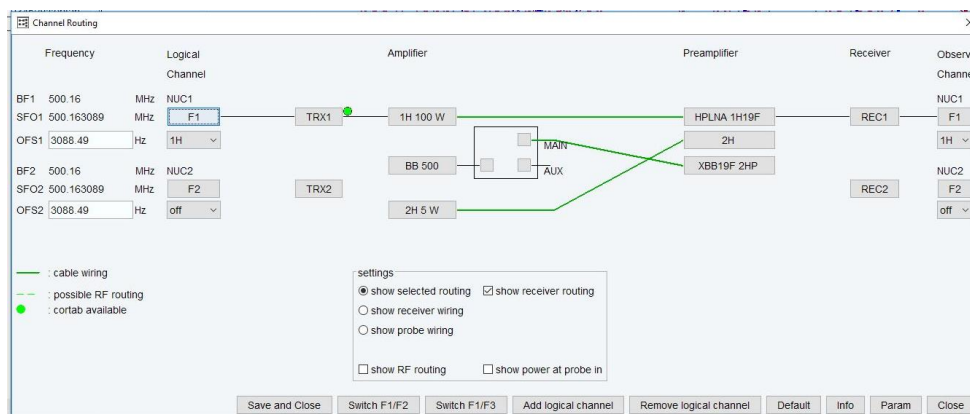 Channel Routing
Frequency Logical Channel Amplifier Preamplifier Receiver Observ Channe
BF1 500.16 MHz NUC1 NUC1
SFO1 500.163089 MHz F1 TRX1 1H 100 W HPLNA 1H19F REC1 F1
OFS1 3088.49 Hz 1H MAIN 2H 1H
BF2 500.16 MHz NUC2 BB 500 AUX XBB19F 2HP NUC2
SFO2 500.163089 MHz F2 TRX2 REC2 F2
OFS2 3088.49 Hz off 2H 5 W off
: cable wiring
: possible RF routing
: cortab available
settings
show selected routing show receiver routing
show receiver wiring
show probe wiring
show RF routing show power at probe in
Save and Close Switch F1/F2 Switch F1/F3 Add logical channel Remove logical channel Default Info Param Close